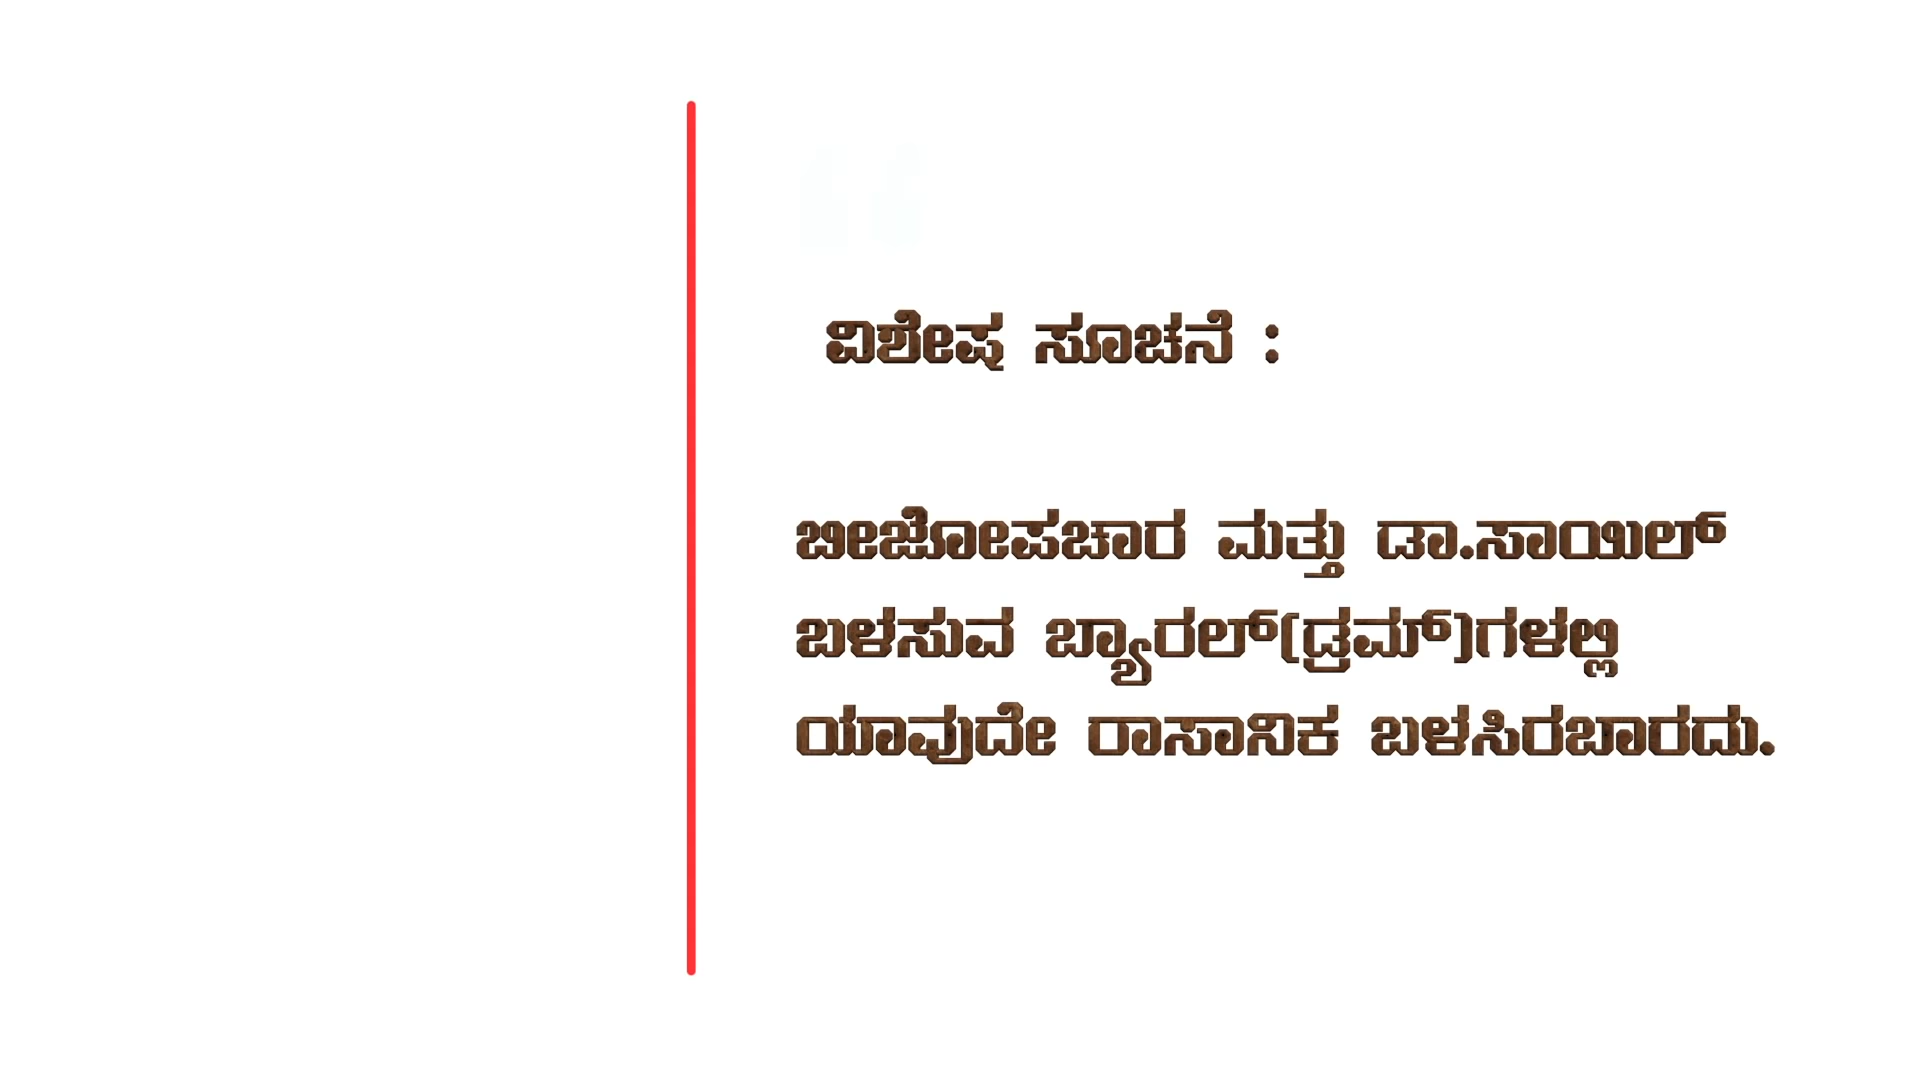 ವಿಶೇಷ ಸೂಚನೆ :
ಬೀಜೋಪಚಾರ ಮತ್ತು ಡಾ.ಸಾಯಿಲ್
ಬಳಸುವ ಬ್ಯಾರಲ್(ಡ್ರಮ್)ಗಳಲ್ಲಿ
ಯಾವುದೇ ರಾಸಾನಿಕ ಬಳಸಿರಬಾರದು.